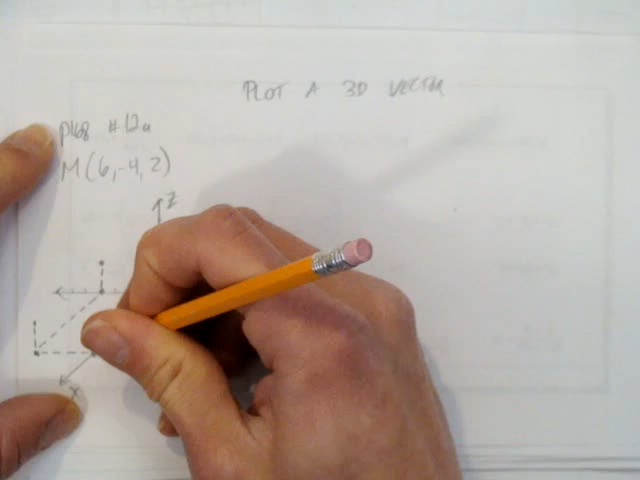 PLOT A 3D VECTOR
p168 #12a
M(6,-4,2)
Z
X